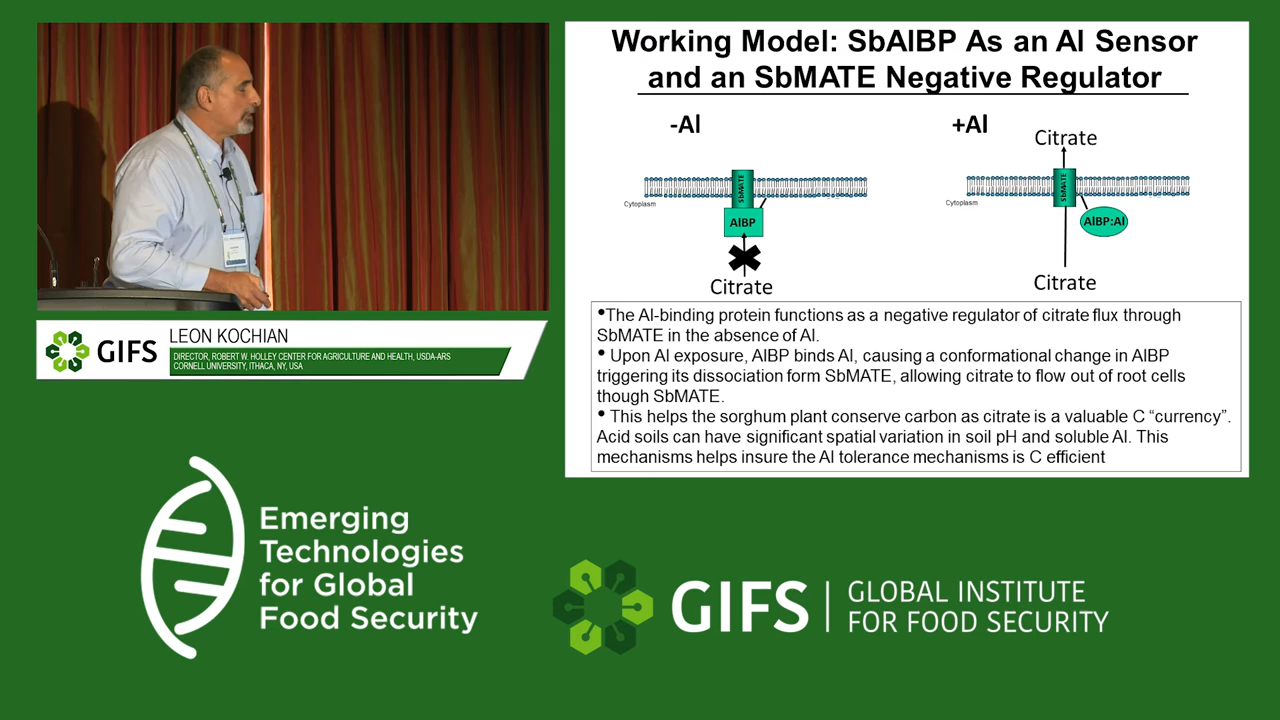 Working Model: SbAlBP As an Al Sensor
and an SbMATE Negative Regulator
-Al
+Al
Citrate
SbMATE
SbMATE
Cytoplasm
Cytoplasm
AlBP
AlBP:Al
Citrate
Citrate
•The Al-binding protein functions as a negative regulator of citrate flux through
SbMATE in the absence of Al.
• Upon Al exposure, AlBP binds Al, causing a conformational change in AlBP
triggering its dissociation form SbMATE, allowing citrate to flow out of root cells
though SbMATE.
• This helps the sorghum plant conserve carbon as citrate is a valuable C “currency”.
Acid soils can have significant spatial variation in soil pH and soluble Al. This
mechanisms helps insure the Al tolerance mechanisms is C efficient
GIFS
LEON KOCHIAN
DIRECTOR, ROBERT W. HOLLEY CENTER FOR AGRICULTURE AND HEALTH, USDA-ARS
CORNELL UNIVERSITY, ITHACA, NY, USA
Emerging
Technologies
for Global
Food Security
GIFS
GLOBAL INSTITUTE
FOR FOOD SECURITY